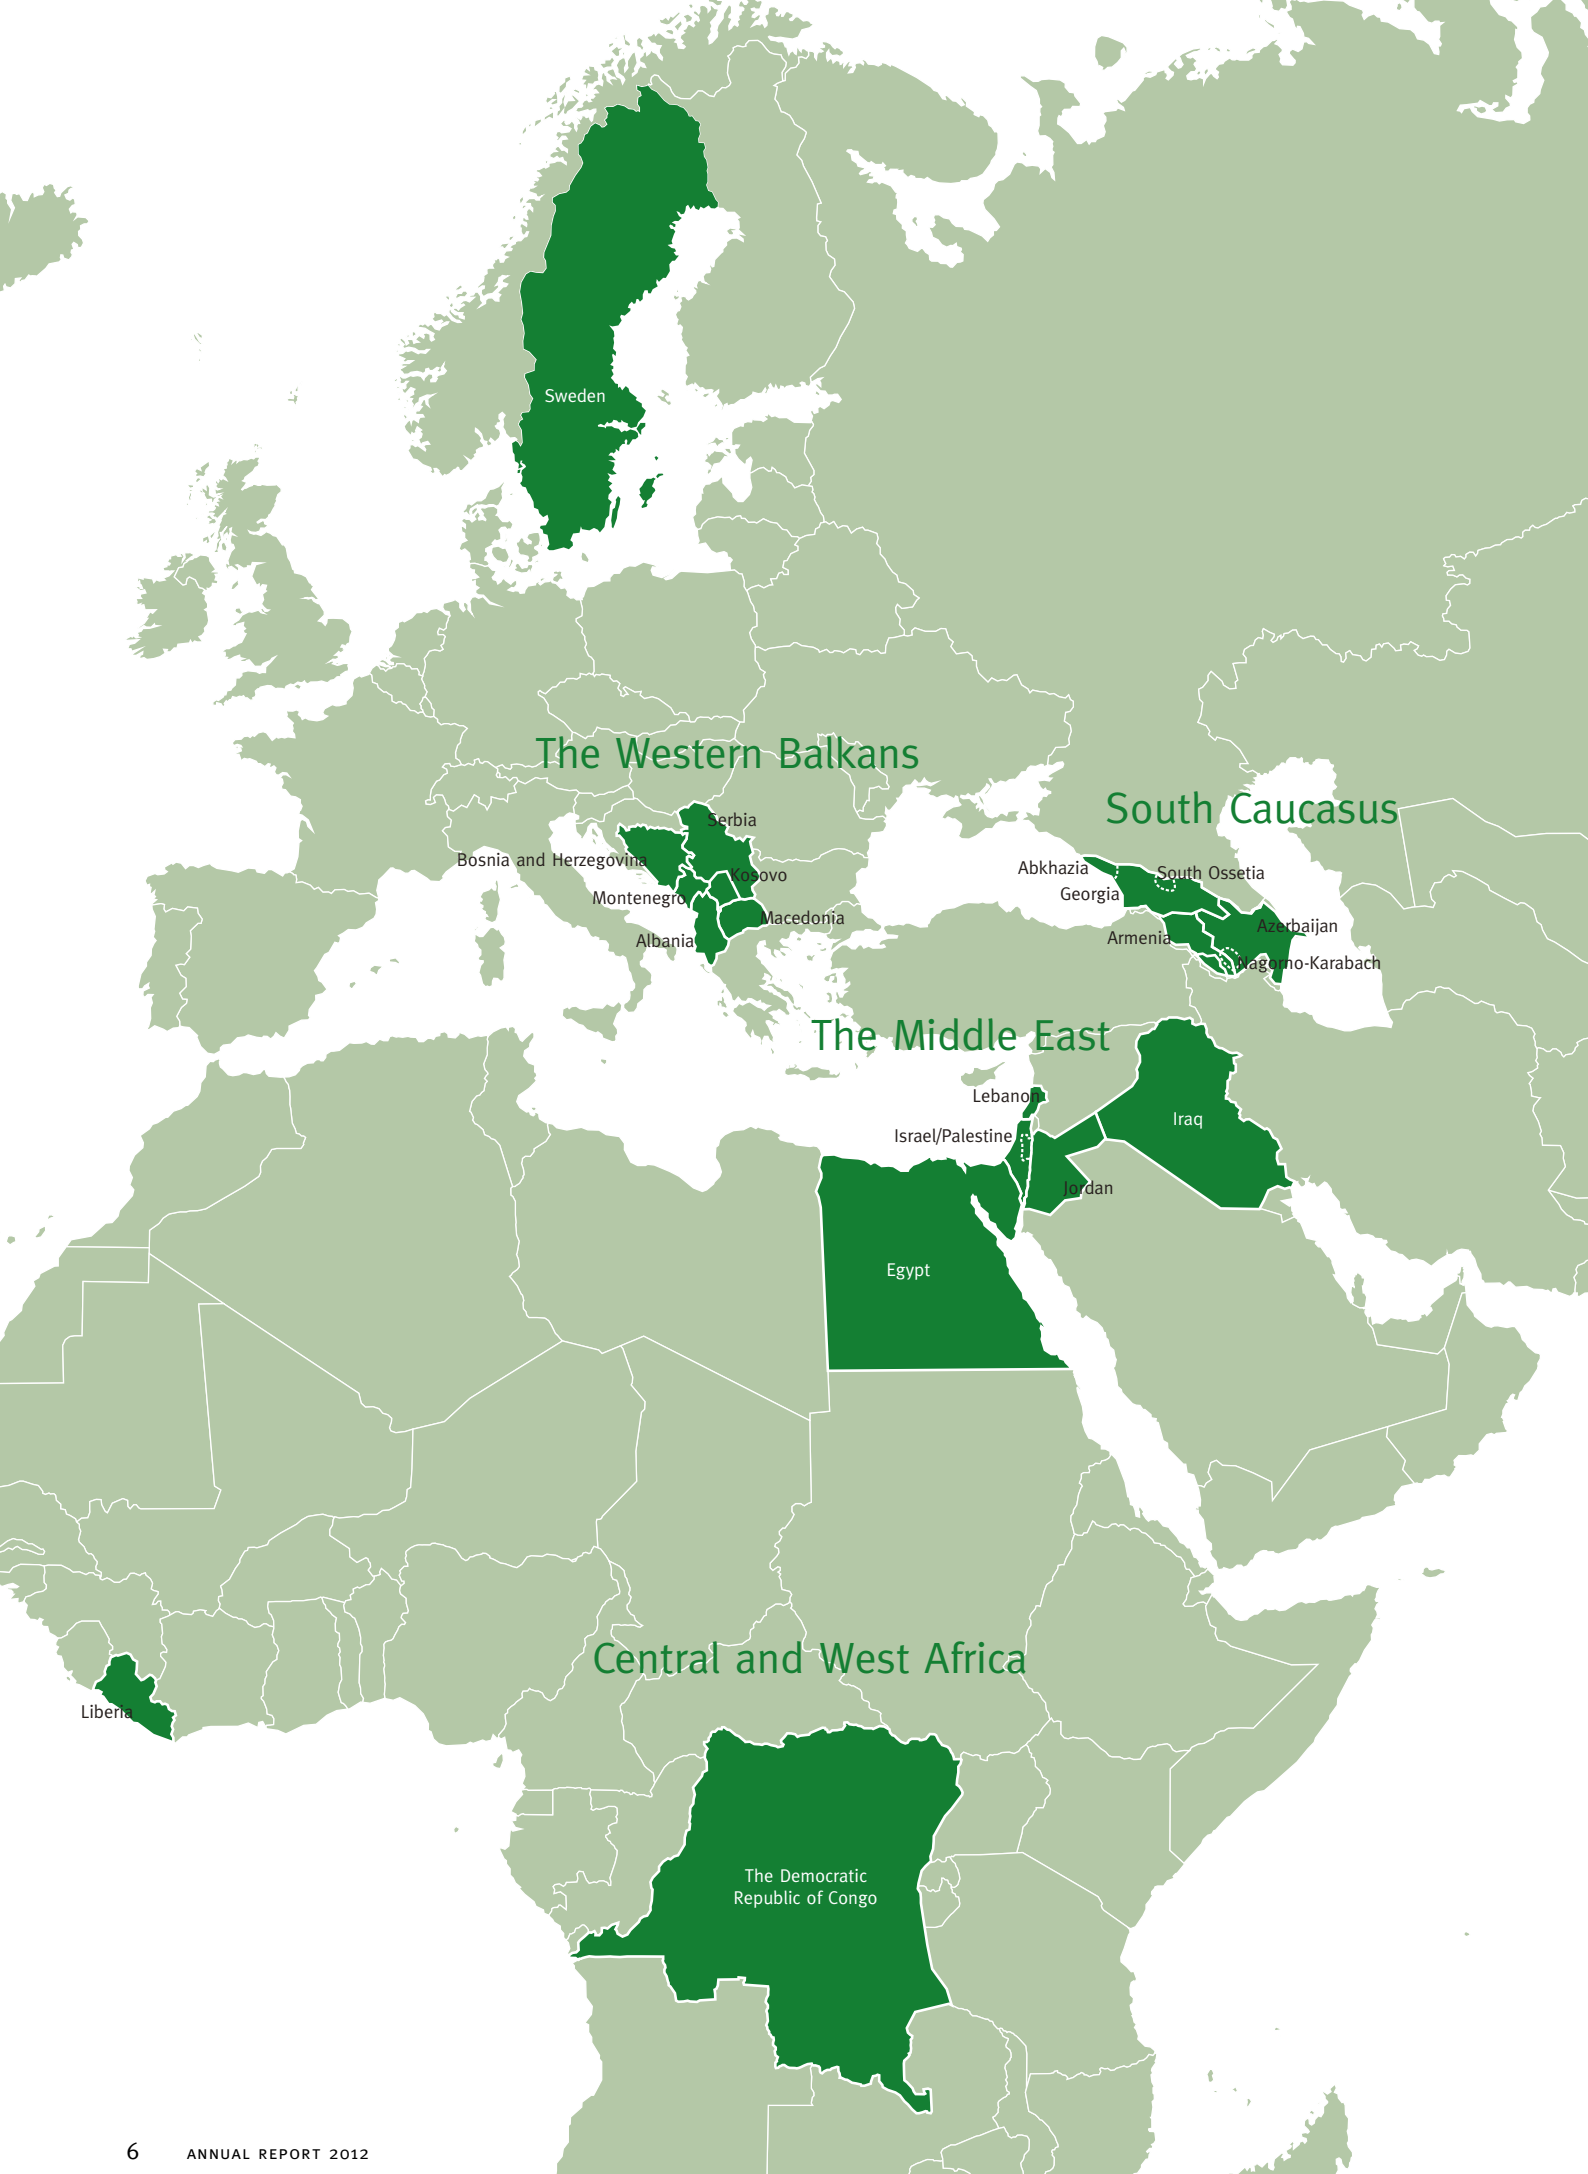 Sweden
The Western Balkans
South Caucasus
Serbia
Bosnia and Herzegovina
Kosovo
Montenegro
Macedonia
Albania
Abkhazia
South Ossetia
Georgia
Azerbaijan
Armenia
Nagorno-Karabach
The Middle East
Lebanon
Iraq
Israel/Palestine
Jordan
Egypt
Central and West Africa
Liberia
The Democratic
Republic of Congo
6 ANNUAL REPORT 2012